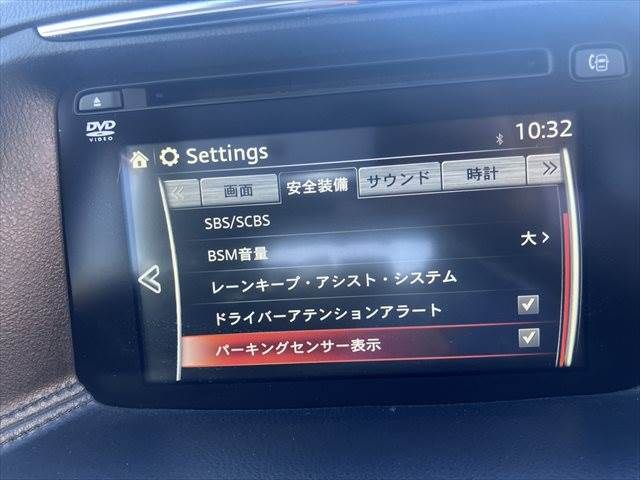 DVD
VIDEO
10:32
Settings
画面 安全装備 サウンド 時計
SBS/SCBS
BSM音量 大
レーンキープ・アシスト・システム
ドライバーアテンションアラート
パーキングセンサー表示